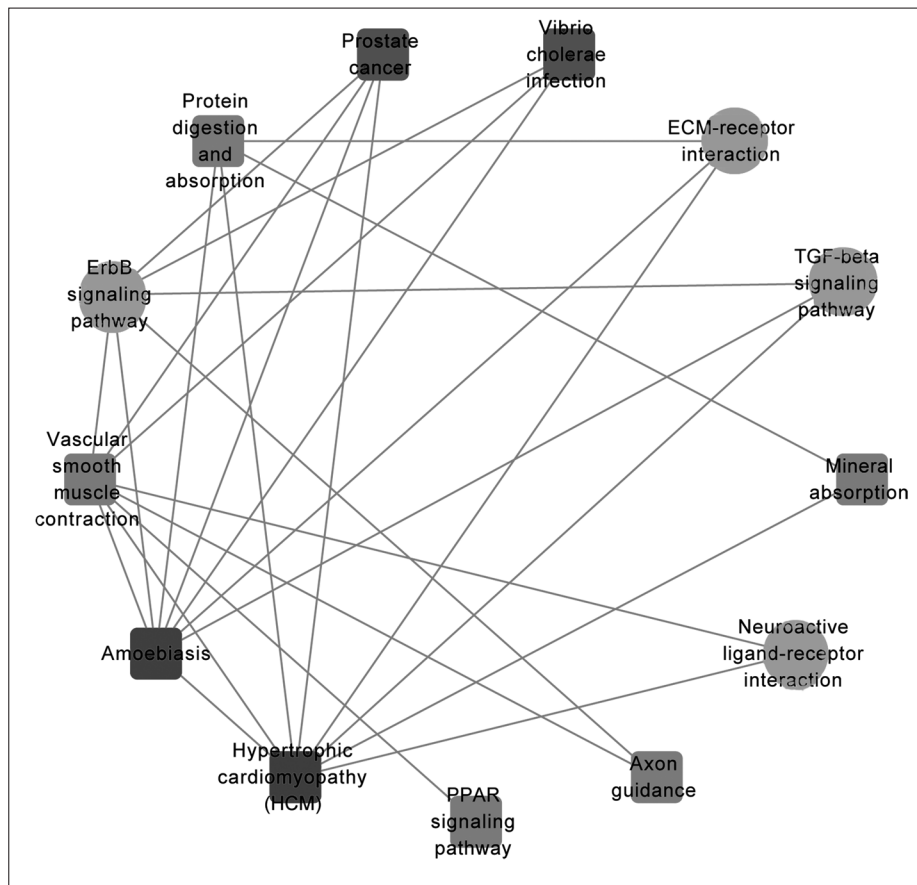 Prostate
cancer
Vibrio
cholerae
infection
Protein
digestion
and
absorption
ECM-receptor
interaction
ErbB
signaling
pathway
TGF-beta
signaling
pathway
Vascular
smooth
muscle
contraction
Mineral
absorption
Amoebiasis
Neuroactive
ligand-receptor
interaction
Hypertrophic
cardiomyopathy
(HCM)
PPAR
signaling
pathway
Axon
guidance